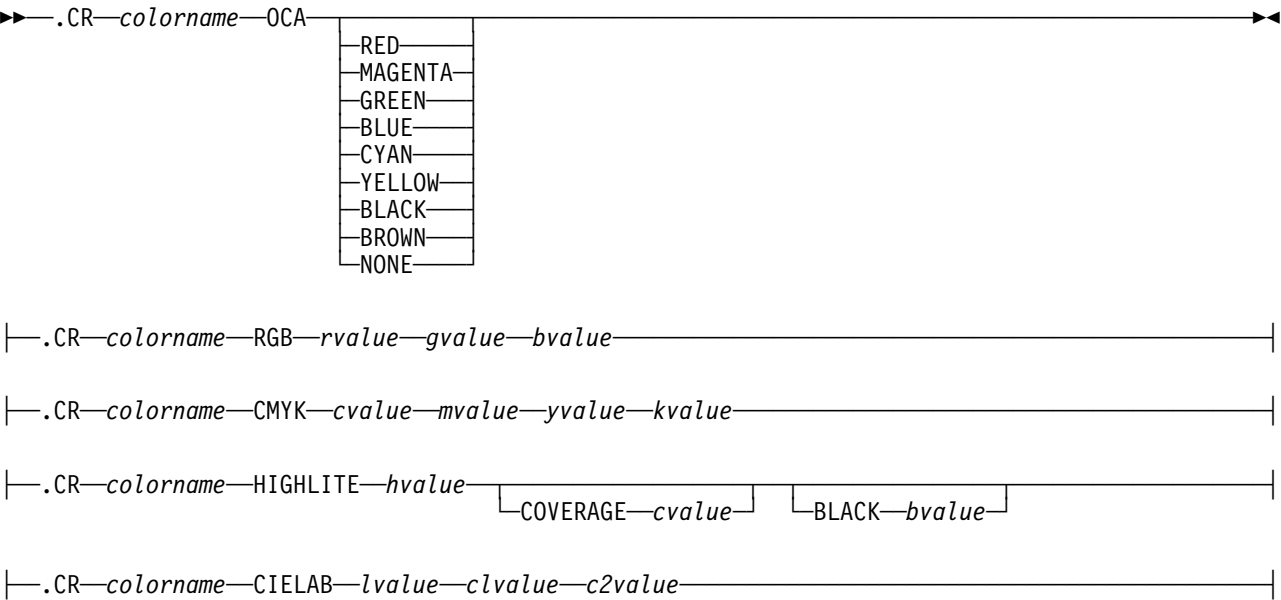 .CR colorname OCA
RED
MAGENTA
GREEN
BLUE
CYAN
YELLOW
BLACK
BROWN
NONE
.CR colorname RGB rvalue gvalue bvalue
.CR colorname CMYK cvalue mvalue yvalue kvalue
.CR colorname HIGHLITE hvalue
COVERAGE cvalue BLACK bvalue
.CR colorname CIELAB lvalue clvalue c2value